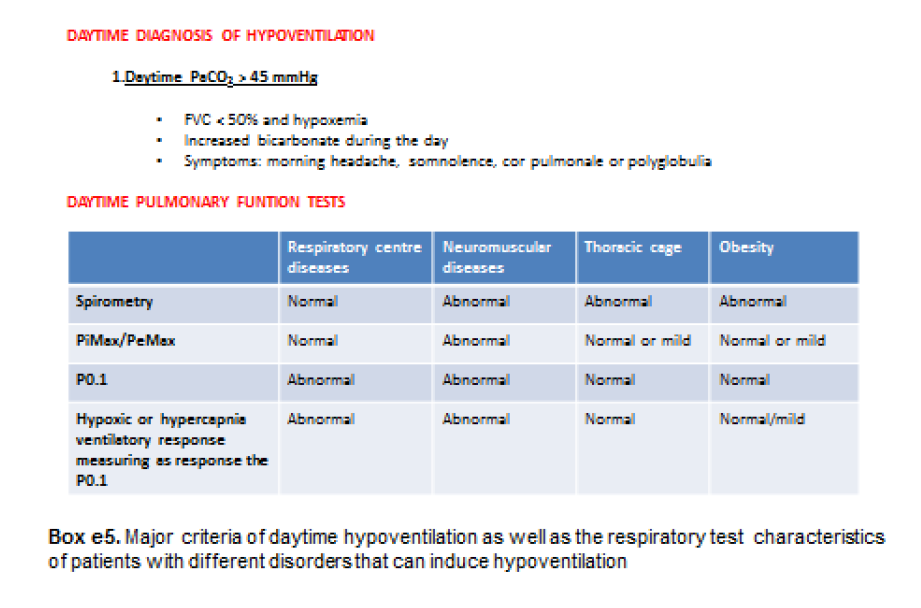 DAYTIME DIAGNOSIS OF HYPOVENTILATION
1.Daytime PaCO₂ > 45 mmHg
• FVC < 50% and hypoxemia
• Increased bicarbonate during the day
• Symptoms: morning headache, somnolence, cor pulmonale or polyglobulia
DAYTIME PULMONARY FUNTION TESTS
Respiratory centre diseases Neuromuscular diseases Thoracic cage Obesity
Spirometry Normal Abnormal Abnormal Abnormal
PiMax/PeMax Normal Abnormal Normal or mild Normal or mild
P0.1 Abnormal Abnormal Normal Normal
Hypoxic or hypercapnia Abnormal Abnormal Normal Normal/mild
ventilatory response
measuring as response the
P0.1
Box e5. Major criteria of daytime hypoventilation as well as the respiratory test characteristics
of patients with different disorders that can induce hypoventilation